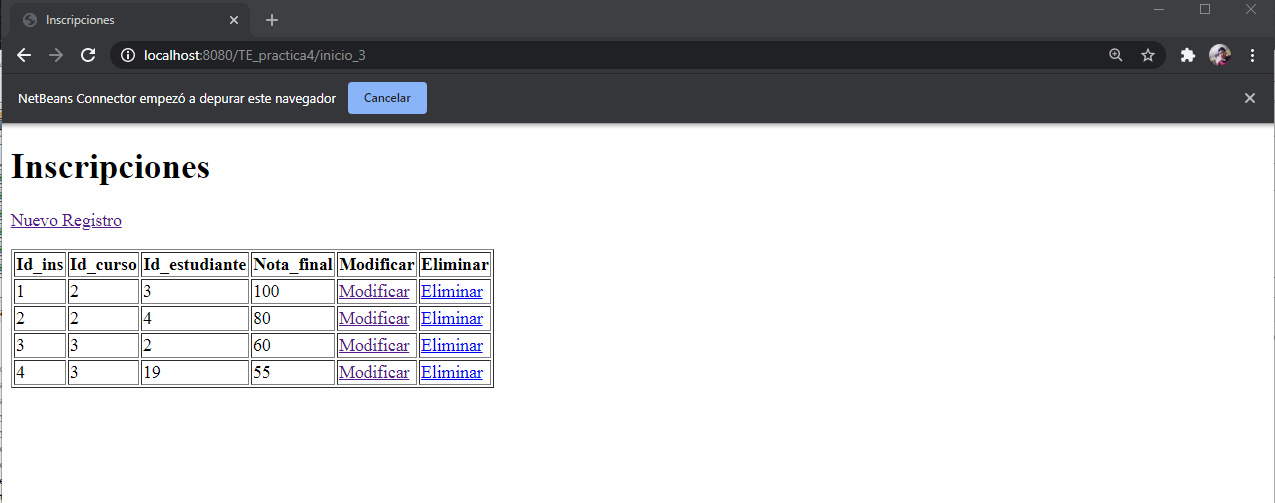 Inscripciones
localhost:8080/TE_practica4/inicio_3
NetBeans Connector empezó a depurar este navegador Cancelar
Inscripciones
Nuevo Registro
Id_ins Id_curso Id_estudiante Nota_final Modificar Eliminar
1 2 3 100 Modificar Eliminar
2 2 4 80 Modificar Eliminar
3 3 2 60 Modificar Eliminar
4 3 19 55 Modificar Eliminar